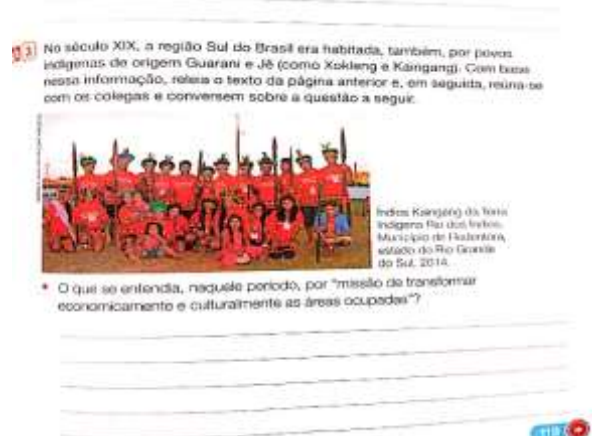 3 No século XIX, a região Sul do Brasil era habitada, também, por povos
indígenas de origem Guarani e Jê (como Xokleng e Kaingang). Com base
nessa informação, releia o texto da página anterior e, em seguida, reúna-se
com os colegas e conversem sobre a questão a seguir.
Índios Kaingang da Terra
Indígena Rio dos Índios,
Município de
estado do Rio Grande
do Sul, 2014.
• O que se entendia, naquele período, por "missão de transformar
economicamente e culturalmente as áreas ocupadas"?
119